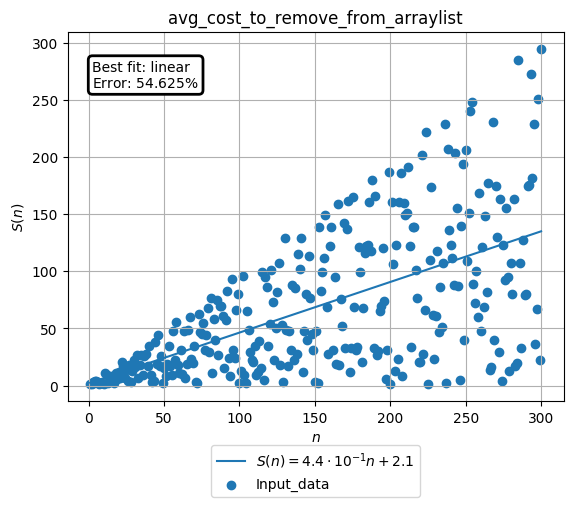 avg_cost_to_remove_from_arraylist
Best fit: linear
Error: 54.625%
S(n)
300
250
200
150
100
50
0
0 50 100 150 200 250 300
n
S(n) = 4.4 · 10⁻¹n + 2.1
Input_data